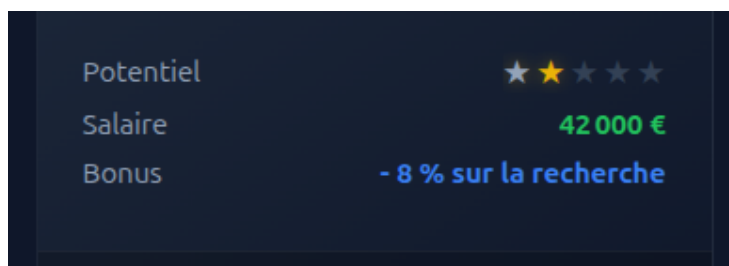 Potentiel ★★★★★
Salaire 42 000 €
Bonus - 8 % sur la recherche